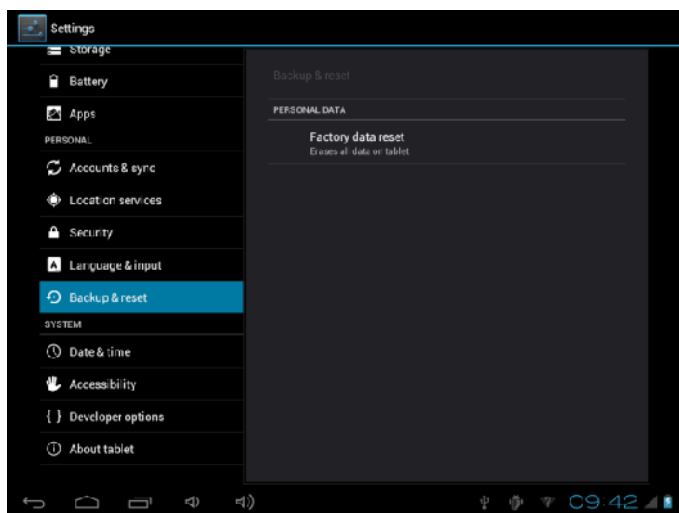 Settings
Storage
Battery
Apps
PERSONAL
Accounts & sync
Location services
Security
Language & input
Backup & reset
SYSTEM
Date & time
Accessibility
{ } Developer options
About tablet
Backup & reset
PERSONAL DATA
Factory data reset
Erases all data on tablet
09:42